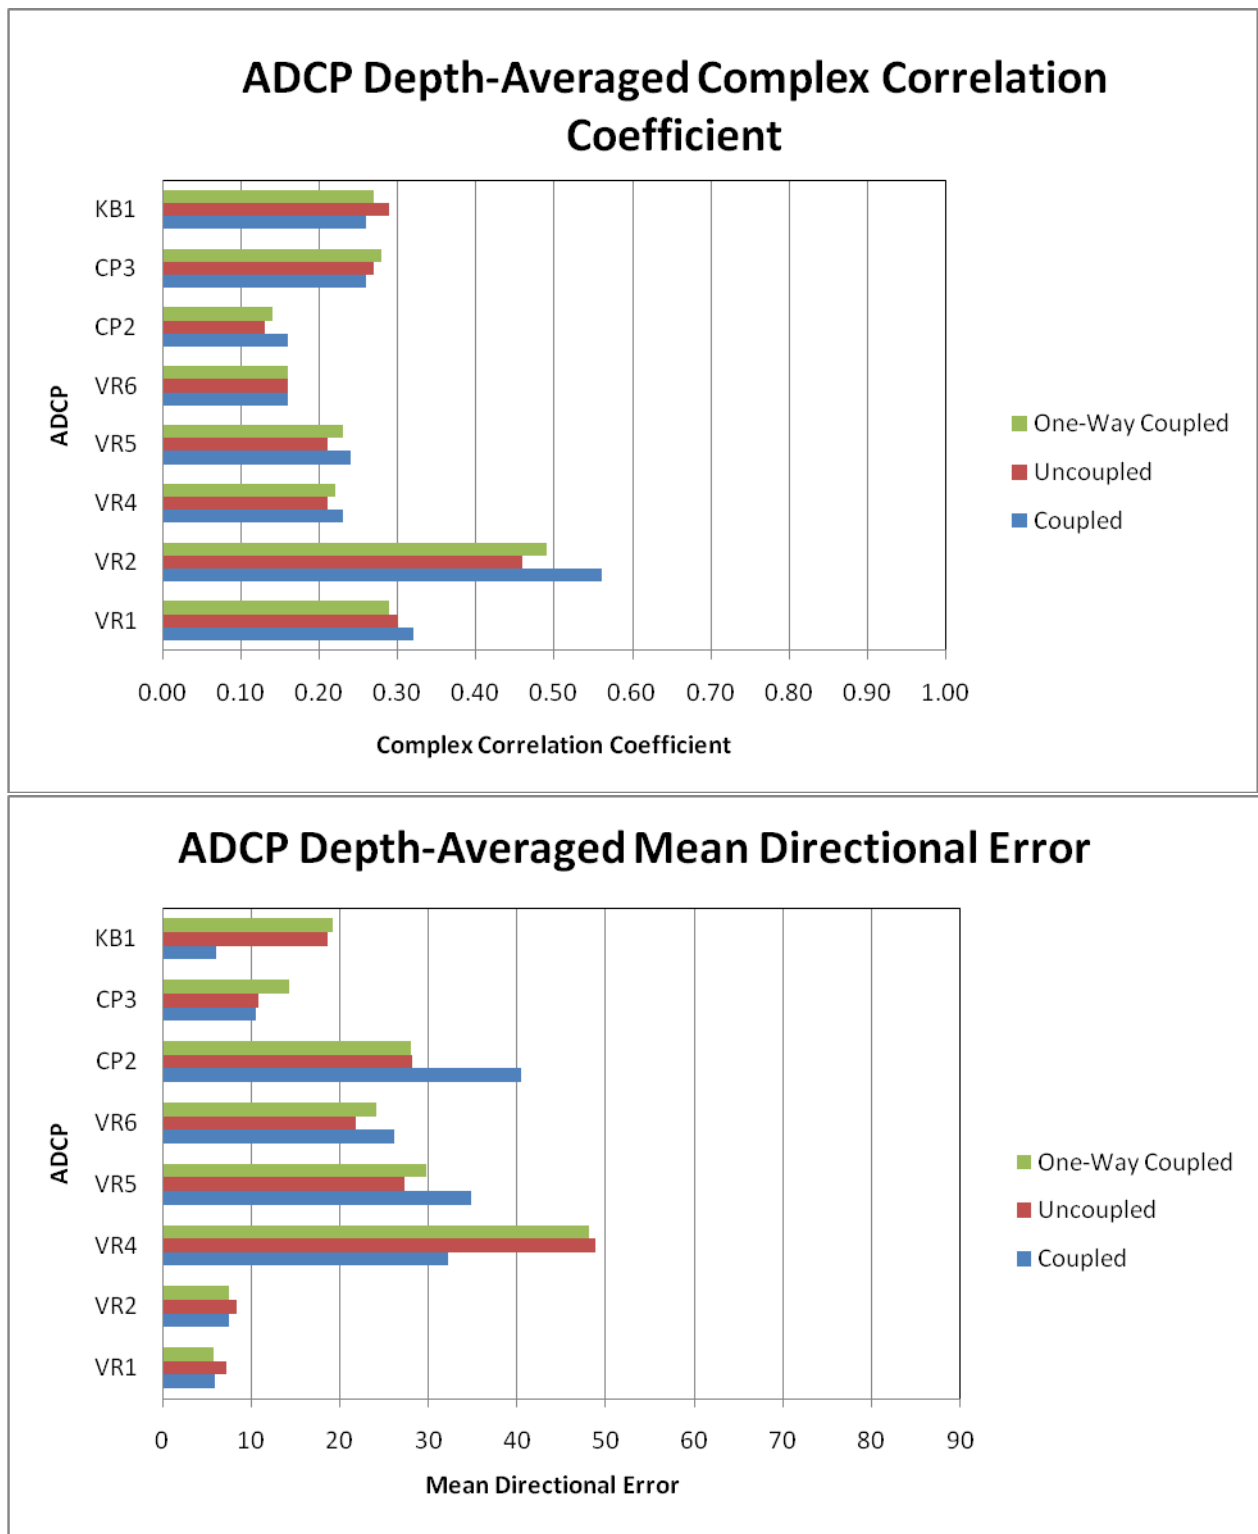 ADCP Depth-Averaged Complex Correlation
Coefficient
KB1
CP3
CP2
VR6
VR5
VR4
VR2
VR1
ADCP
0.00 0.10 0.20 0.30 0.40 0.50 0.60 0.70 0.80 0.90 1.00
Complex Correlation Coefficient
One-Way Coupled
Uncoupled
Coupled
ADCP Depth-Averaged Mean Directional Error
KB1
CP3
CP2
VR6
VR5
VR4
VR2
VR1
ADCP
0 10 20 30 40 50 60 70 80 90
Mean Directional Error
One-Way Coupled
Uncoupled
Coupled